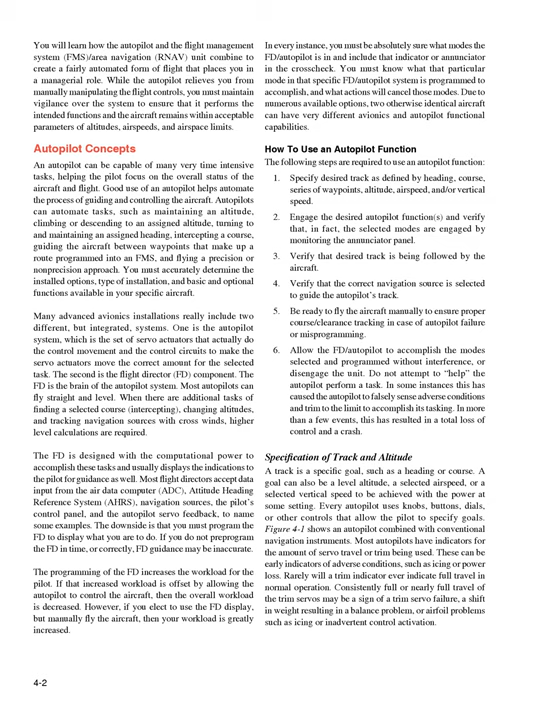 You will learn how the autopilot and the flight management
system (FMS)/area navigation (RNAV) unit combine to
create a fairly automated form of flight that places you in
a managerial role. While the autopilot relieves you from
manually manipulating the flight controls, you must maintain
vigilance over the system to ensure that it performs the
intended functions and the aircraft remains within acceptable
parameters of altitudes, airspeeds, and airspace limits.
Autopilot Concepts
An autopilot can be capable of many very time intensive
tasks, helping the pilot focus on the overall status of the
aircraft and flight. Good use of an autopilot helps automate
the process of guiding and controlling the aircraft. Autopilots
can automate tasks, such as maintaining an altitude,
climbing or descending to an assigned altitude, turning to
and maintaining an assigned heading, intercepting a course,
guiding the aircraft between waypoints that make up a
route programmed into an FMS, and flying a precision or
nonprecision approach. You must accurately determine the
installed options, type of installation, and basic and optional
functions available in your specific aircraft.
Many advanced avionics installations really include two
different, but integrated, systems. One is the autopilot
system, which is the set of servo actuators that actually do
the control movement and the control circuits to make the
servo actuators move the correct amount for the selected
task. The second is the flight director (FD) component. The
FD is the brain of the autopilot system. Most autopilots can
fly straight and level. When there are additional tasks of
finding a selected course (intercepting), changing altitudes,
and tracking navigation sources with cross winds, higher
level calculations are required.
The FD is designed with the computational power to
accomplish these tasks and usually displays the indications to
the pilot for guidance as well. Most flight directors accept data
input from the air data computer (ADC), Attitude Heading
Reference System (AHRS), navigation sources, the pilot's
control panel, and the autopilot servo feedback, to name
some examples. The downside is that you must program the
FD to display what you are to do. If you do not preprogram
the FD in time, or correctly, FD guidance may be inaccurate.
The programming of the FD increases the workload for the
pilot. If that increased workload is offset by allowing the
autopilot to control the aircraft, then the overall workload
is decreased. However, if you elect to use the FD display,
but manually fly the aircraft, then your workload is greatly
increased.
In every instance, you must be absolutely sure what modes the
FD/autopilot is in and include that indicator or annunciator
in the crosscheck. You must know what that particular
mode in that specific FD/autopilot system is programmed to
accomplish, and what actions will cancel those modes. Due to
numerous available options, two otherwise identical aircraft
can have very different avionics and autopilot functional
capabilities.
How To Use an Autopilot Function
The following steps are required to use an autopilot function:
1. Specify desired track as defined by heading, course,
series of waypoints, altitude, airspeed, and/or vertical
speed.
2. Engage the desired autopilot function(s) and verify
that, in fact, the selected modes are engaged by
monitoring the annunciator panel.
3. Verify that desired track is being followed by the
aircraft.
4. Verify that the correct navigation source is selected
to guide the autopilot's track.
5. Be ready to fly the aircraft manually to ensure proper
course/clearance tracking in case of autopilot failure
or misprogramming.
6. Allow the FD/autopilot to accomplish the modes
selected and programmed without interference, or
disengage the unit. Do not attempt to “help” the
autopilot perform a task. In some instances this has
caused the autopilot to falsely sense adverse conditions
and trim to the limit to accomplish its tasking. In more
than a few events, this has resulted in a total loss of
control and a crash.
Specification of Track and Altitude
A track is a specific goal, such as a heading or course. A
goal can also be a level altitude, a selected airspeed, or a
selected vertical speed to be achieved with the power at
some setting. Every autopilot uses knobs, buttons, dials,
or other controls that allow the pilot to specify goals.
Figure 4-1 shows an autopilot combined with conventional
navigation instruments. Most autopilots have indicators for
the amount of servo travel or trim being used. These can be
early indicators of adverse conditions, such as icing or power
loss. Rarely will a trim indicator ever indicate full travel in
normal operation. Consistently full or nearly full travel of
the trim servos may be a sign of a trim servo failure, a shift
in weight resulting in a balance problem, or airfoil problems
such as icing or inadvertent control activation.
4-2